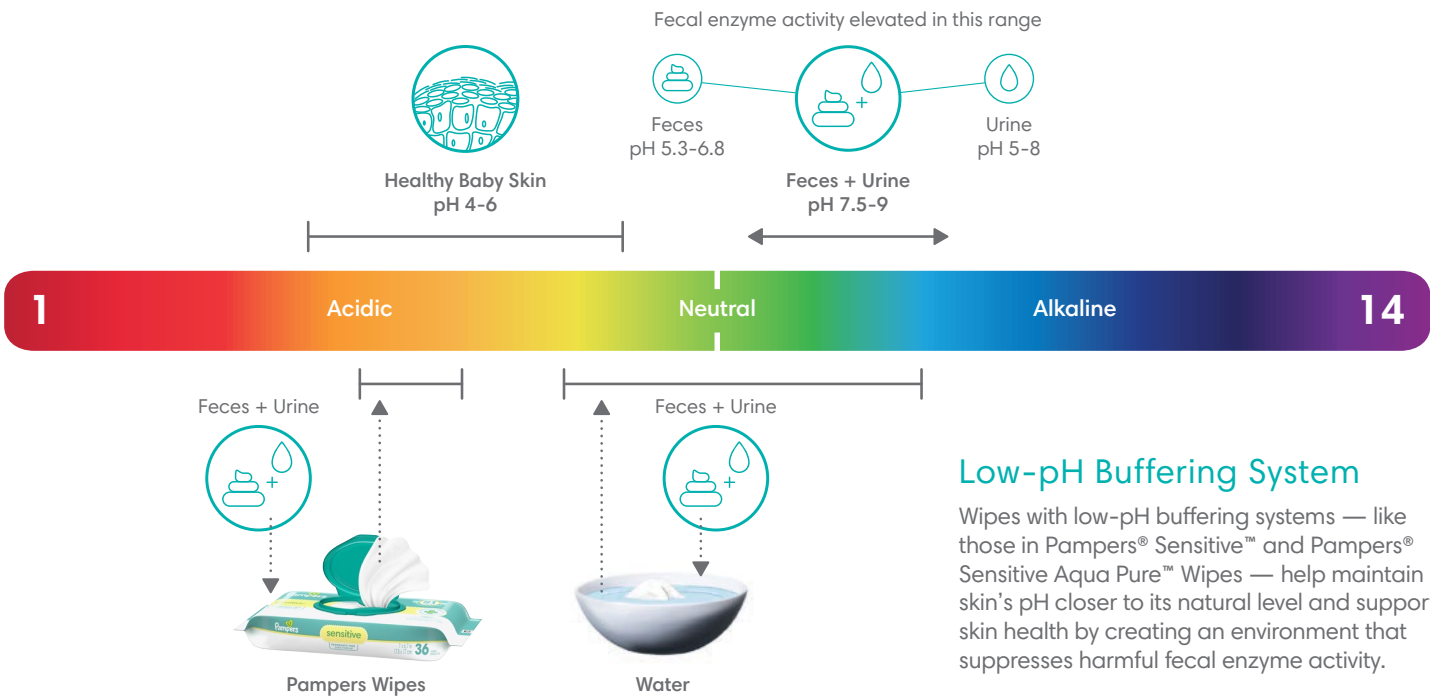 Fecal enzyme activity elevated in this range
Feces
pH 5.3-6.8
Urine
pH 5-8
Healthy Baby Skin
pH 4-6
Feces + Urine
pH 7.5-9
1
Acidic
Neutral
Alkaline
14
Feces + Urine
Feces + Urine
Pampers
sensitive
36
Pampers Wipes
Water
Low-pH Buffering System
Wipes with low-pH buffering systems — like
those in Pampers® Sensitive™ and Pampers®
Sensitive Aqua Pure™ Wipes — help maintain
skin’s pH closer to its natural level and suppor
skin health by creating an environment that
suppresses harmful fecal enzyme activity.